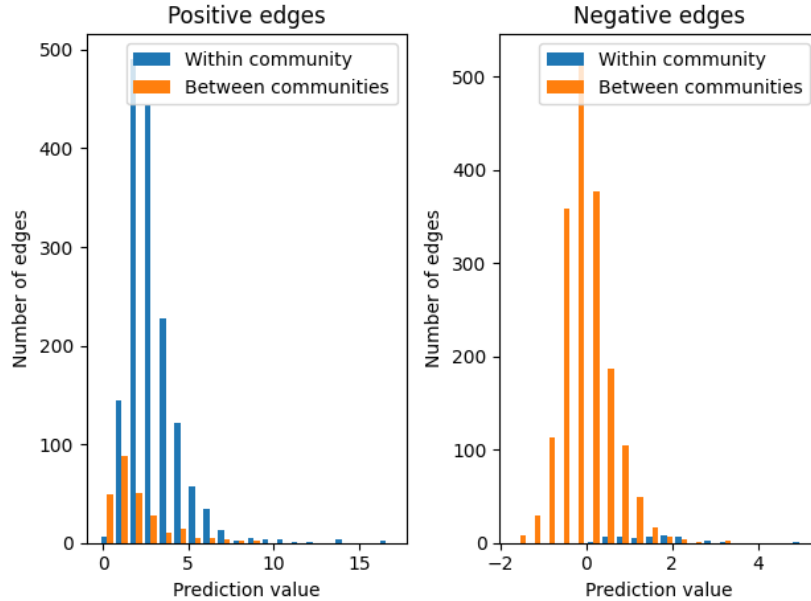 Positive edges
Within community
Between communities
500
400
300
200
100
0
Number of edges
0 5 10 15
Prediction value
Negative edges
Within community
Between communities
500
400
300
200
100
0
Number of edges
−2 0 2 4
Prediction value